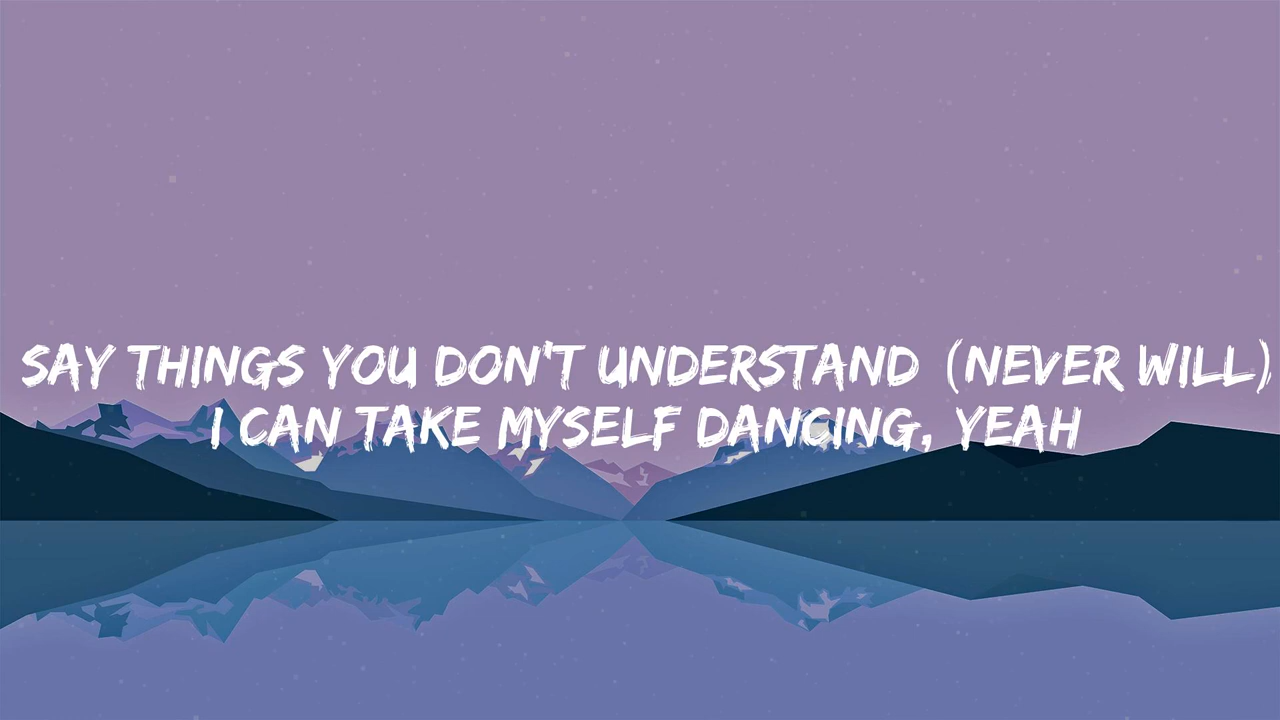 SAY THINGS YOU DON'T UNDERSTAND (NEVER WILL)
I CAN TAKE MYSELF DANCING, YEAH